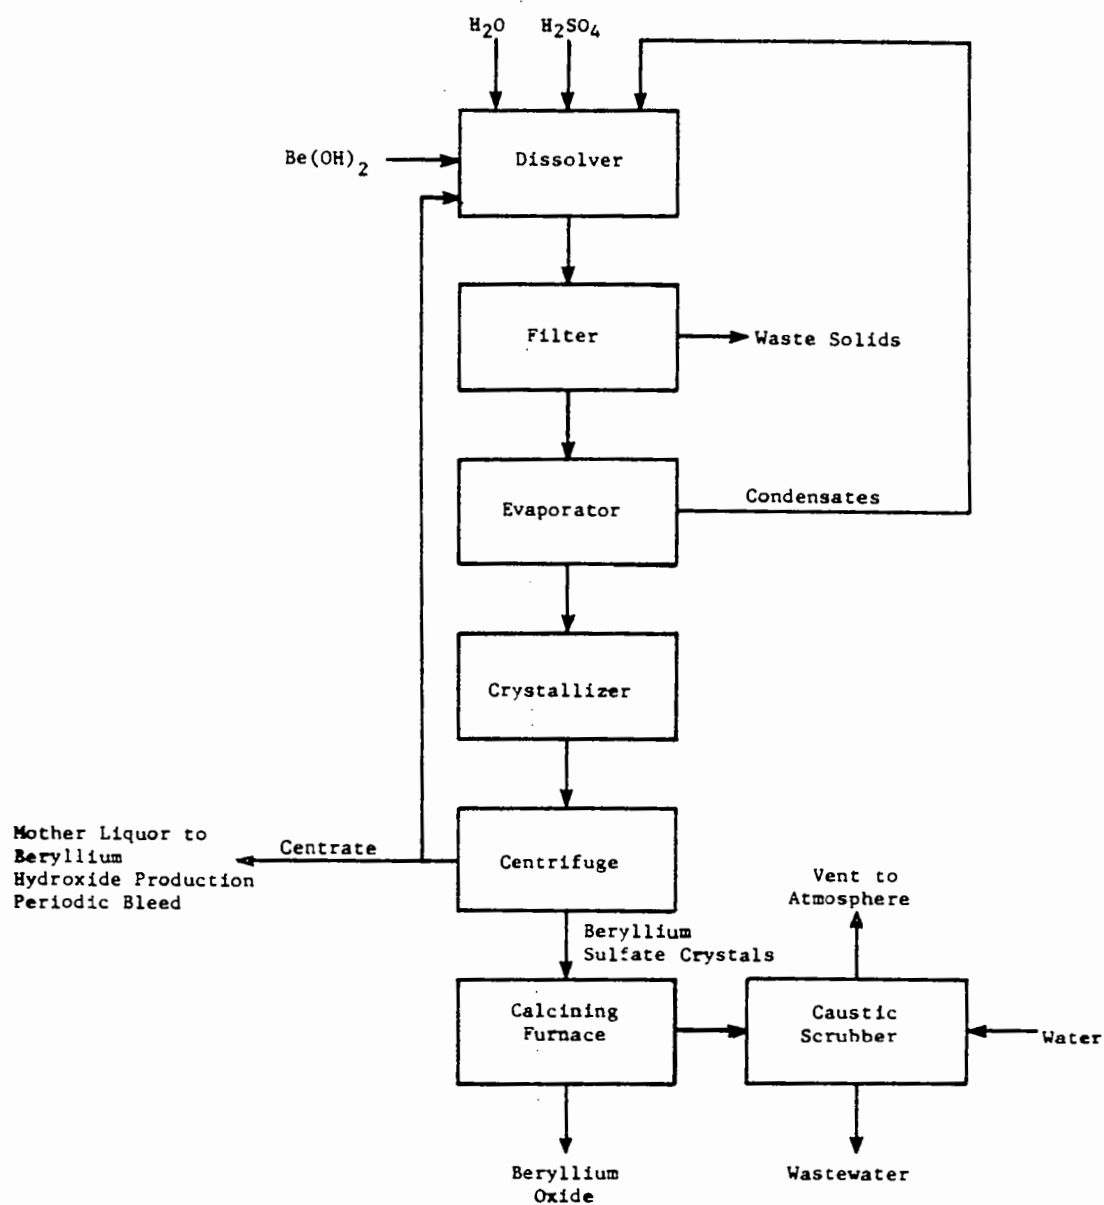 H2O
H2SO4
Be(OH)2
Dissolver
Filter
Waste Solids
Condensates
Evaporator
Crystallizer
Mother Liquor to
Beryllium
Hydroxide Production
Periodic Bleed
Centrate
Centrifuge
Vent to
Atmosphere
Beryllium
Sulfate Crystals
Calcining
Furnace
Caustic
Scrubber
Water
Beryllium
Oxide
Wastewater